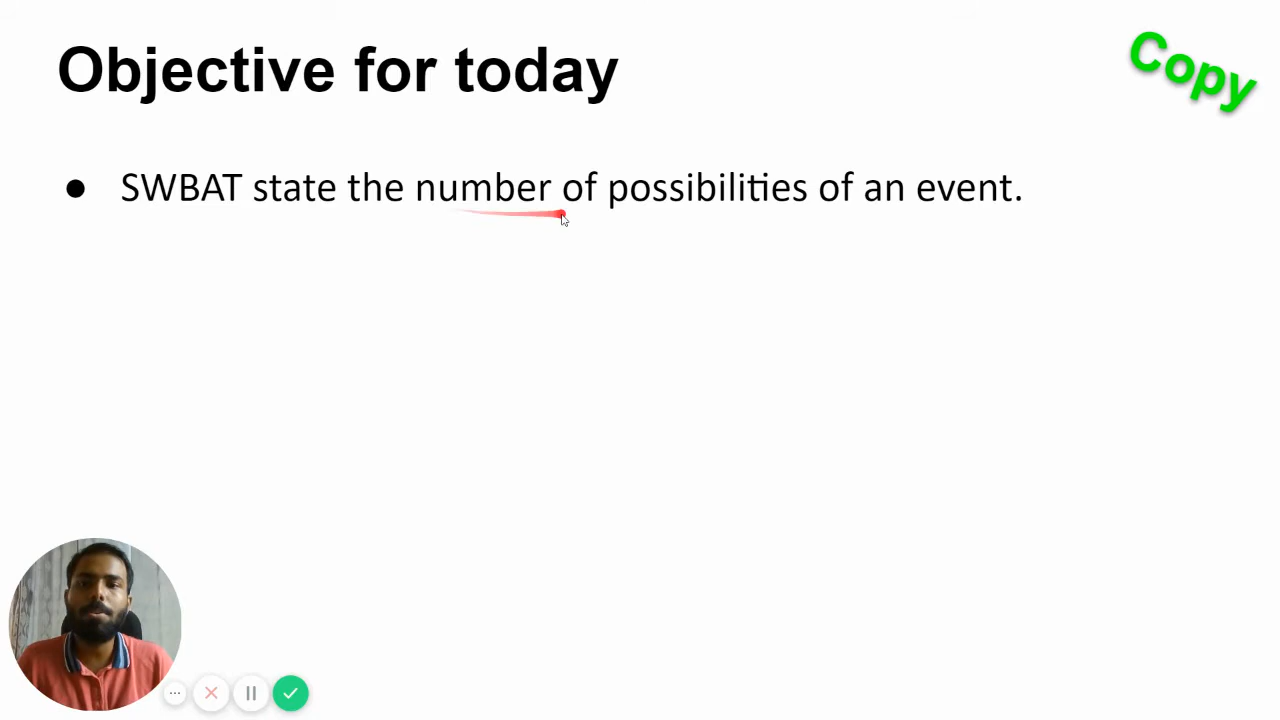 Objective for today
Copy
● SWBAT state the number of possibilities of an event.